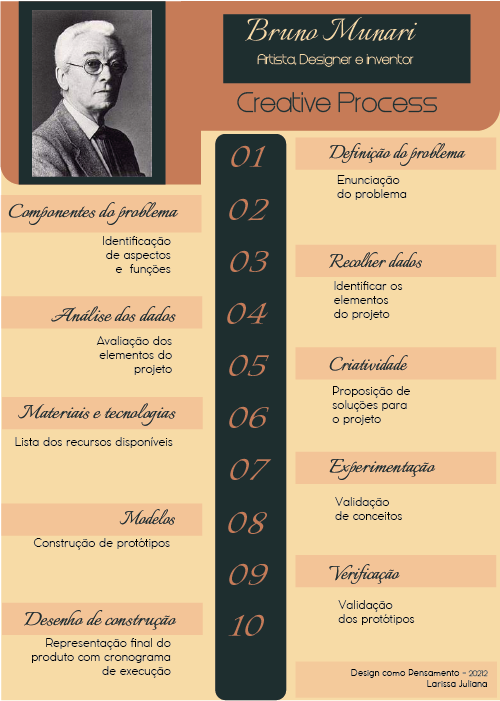 Bruno Munari
Artista, Designer e inventor
Creative Process
01
Definição do problema
Enunciação
do problema
02
Componentes do problema
Identificação
de aspectos
e funções
03
Recolher dados
Identificar os
elementos
do projeto
04
Análise dos dados
Avaliação dos
elementos do
projeto
05
Criatividade
Proposição de
soluções para
o projeto
06
Materiais e tecnologias
Lista dos recursos disponíveis
07
Experimentação
Validação
de conceitos
08
Modelos
Construção de protótipos
09
Verificação
Validação
dos protótipos
10
Desenho de construção
Representação final do
produto com cronograma
de execução
Design como Pensamento - 20212
Larissa Juliana